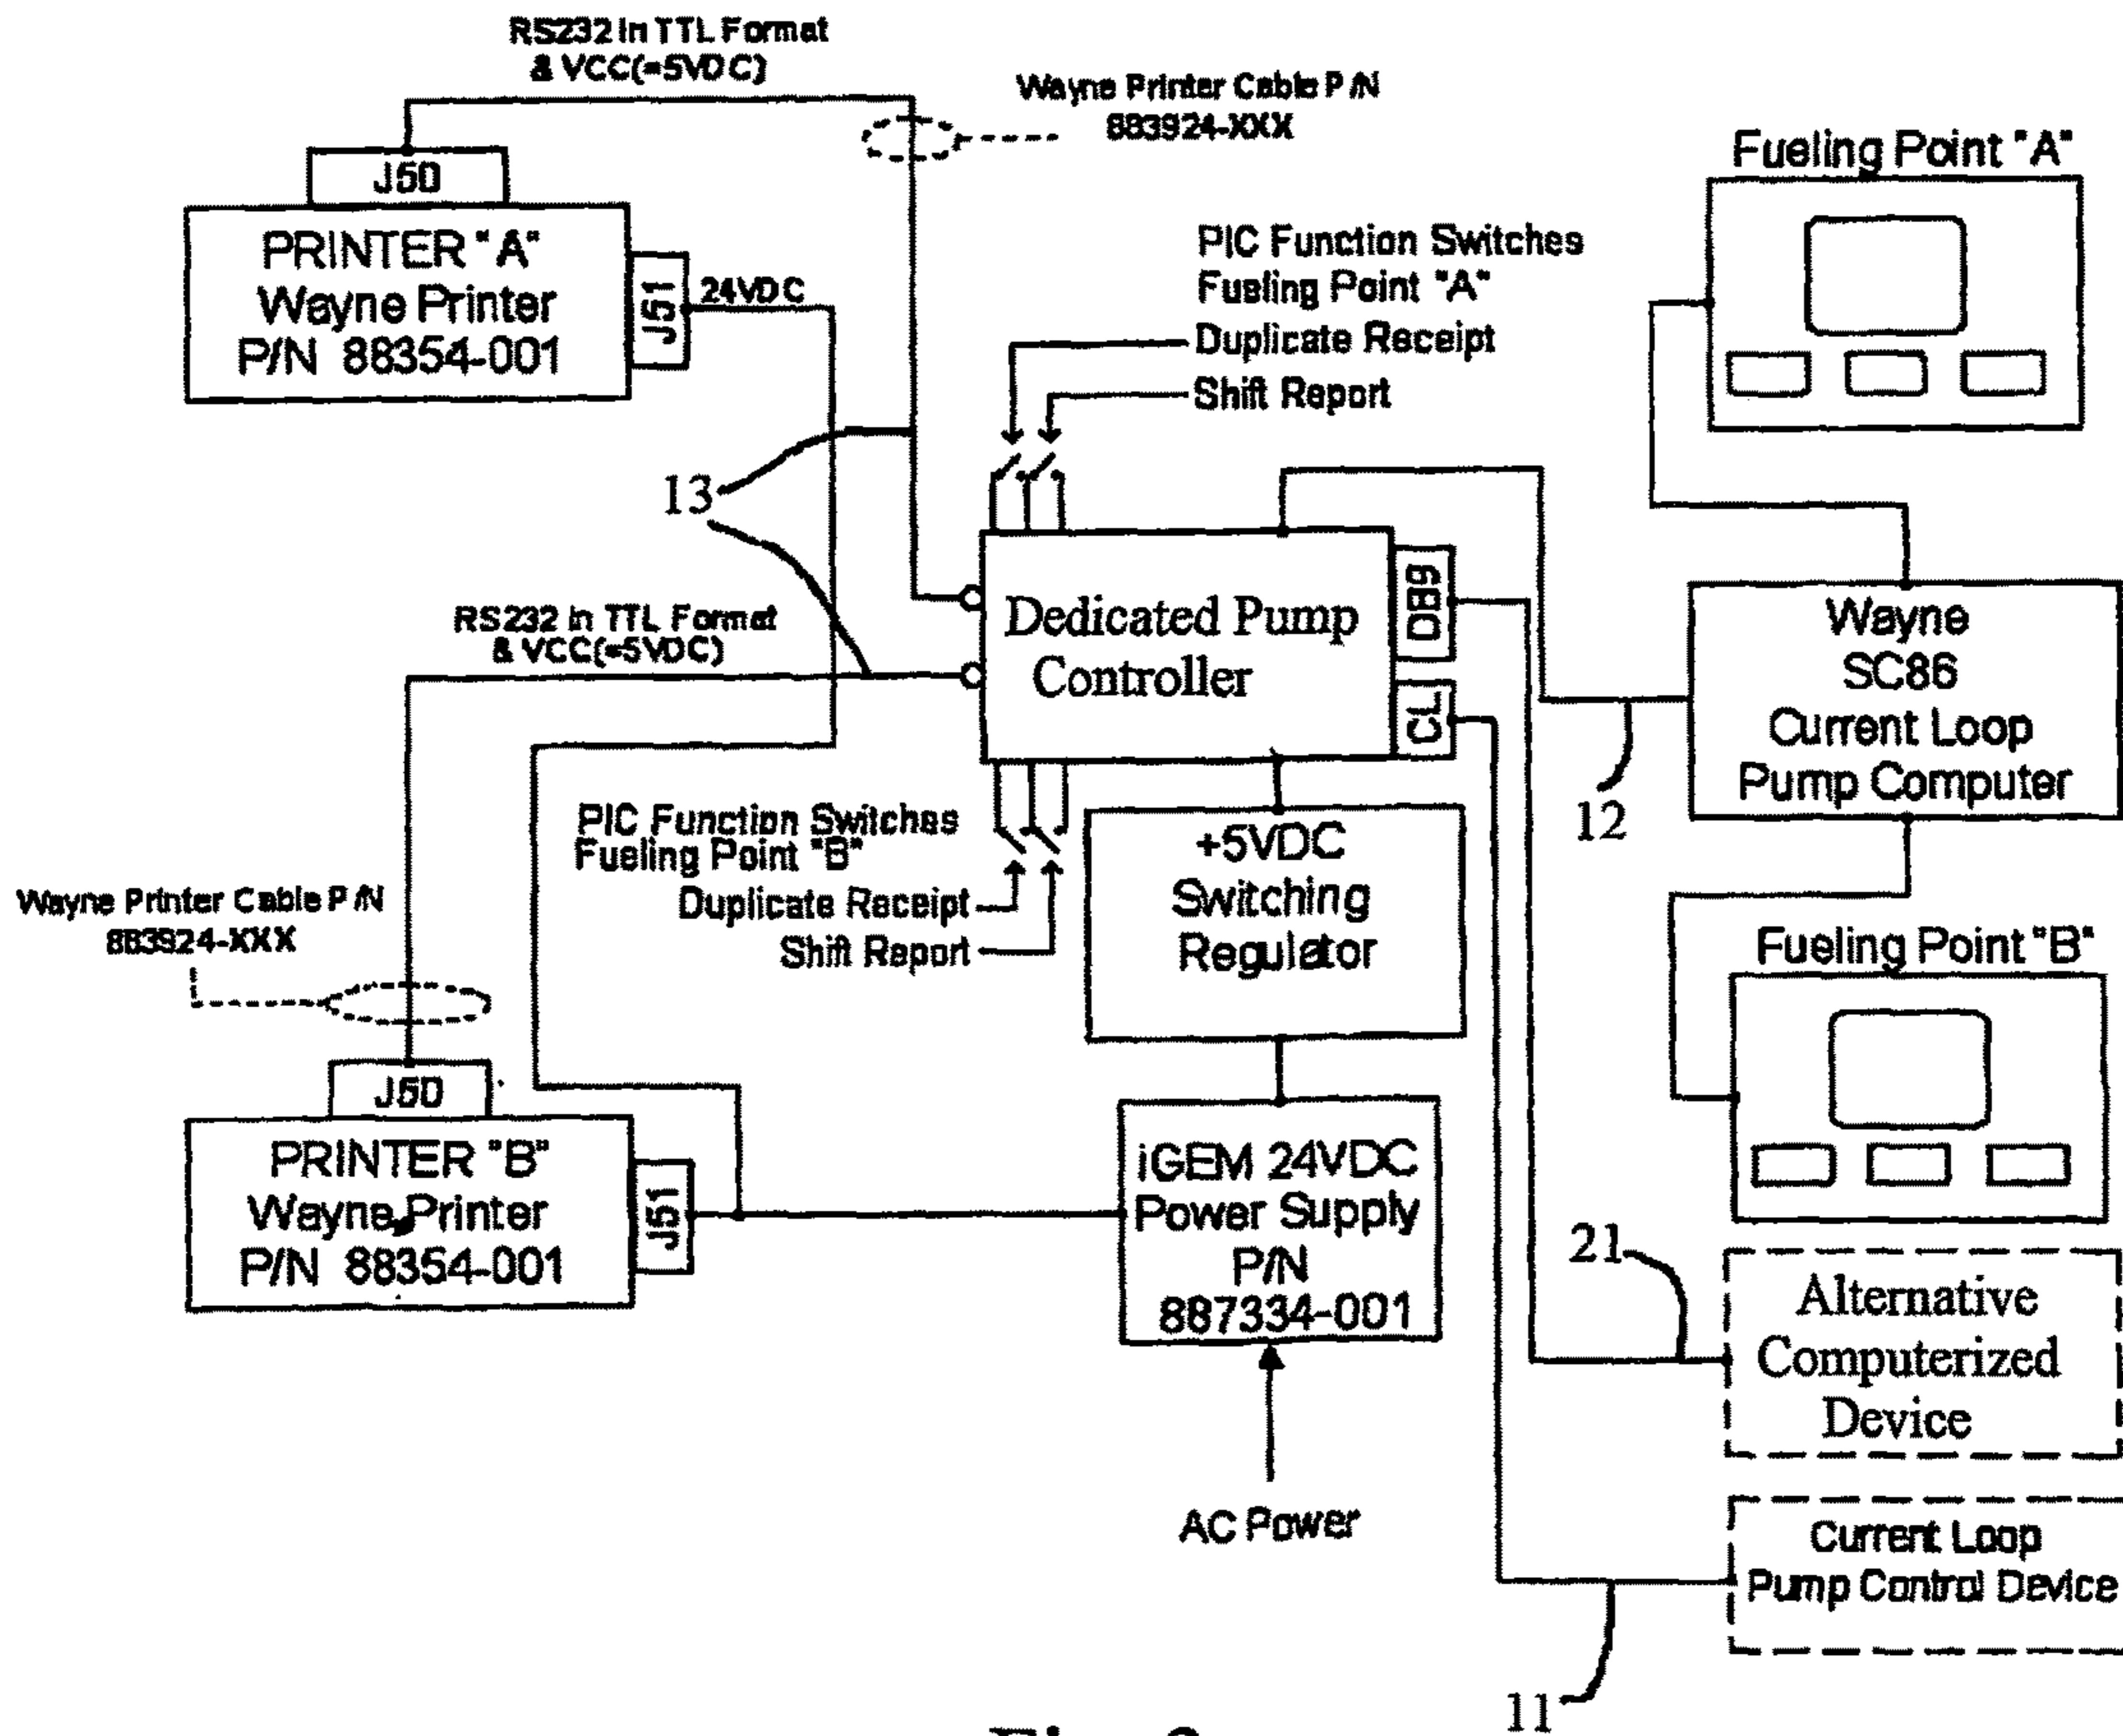 RS232 In TTL Format
& VCC(=5VDC)
Wayne Printer Cable P/N
883924-XXX
J50
PRINTER "A"
Wayne Printer
P/N 88354-001
J51
24VDC
PIC Function Switches
Fueling Point "A"
Duplicate Receipt
Shift Report
Fueling Point "A"
13
RS232 In TTL Format
& VCC(=5VDC)
Dedicated Pump
Controller
DB9
CL
Wayne
SC86
Current Loop
Pump Computer
12
PIC Function Switches
Fueling Point "B"
Duplicate Receipt
Shift Report
+5VDC
Switching
Regulator
Wayne Printer Cable P/N
883924-XXX
Fueling Point "B"
J50
PRINTER "B"
Wayne Printer
P/N 88354-001
J51
iGEM 24VDC
Power Supply
P/N
887334-001
AC Power
21
Alternative
Computerized
Device
Current Loop
Pump Control Device
11